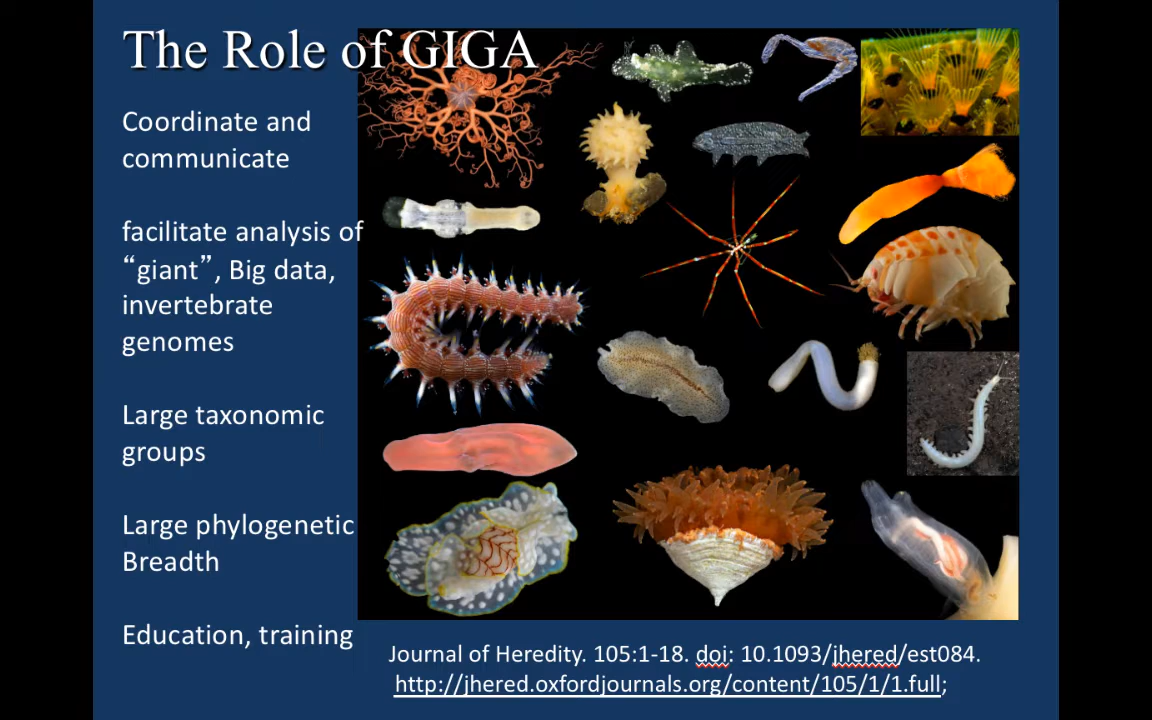 The Role of GIGA
Coordinate and
communicate
facilitate analysis of
“giant”, Big data,
invertebrate
genomes
Large taxonomic
groups
Large phylogenetic
Breadth
Education, training
Journal of Heredity. 105:1-18. doi: 10.1093/jhered/est084.
http://jhered.oxfordjournals.org/content/105/1/1.full;